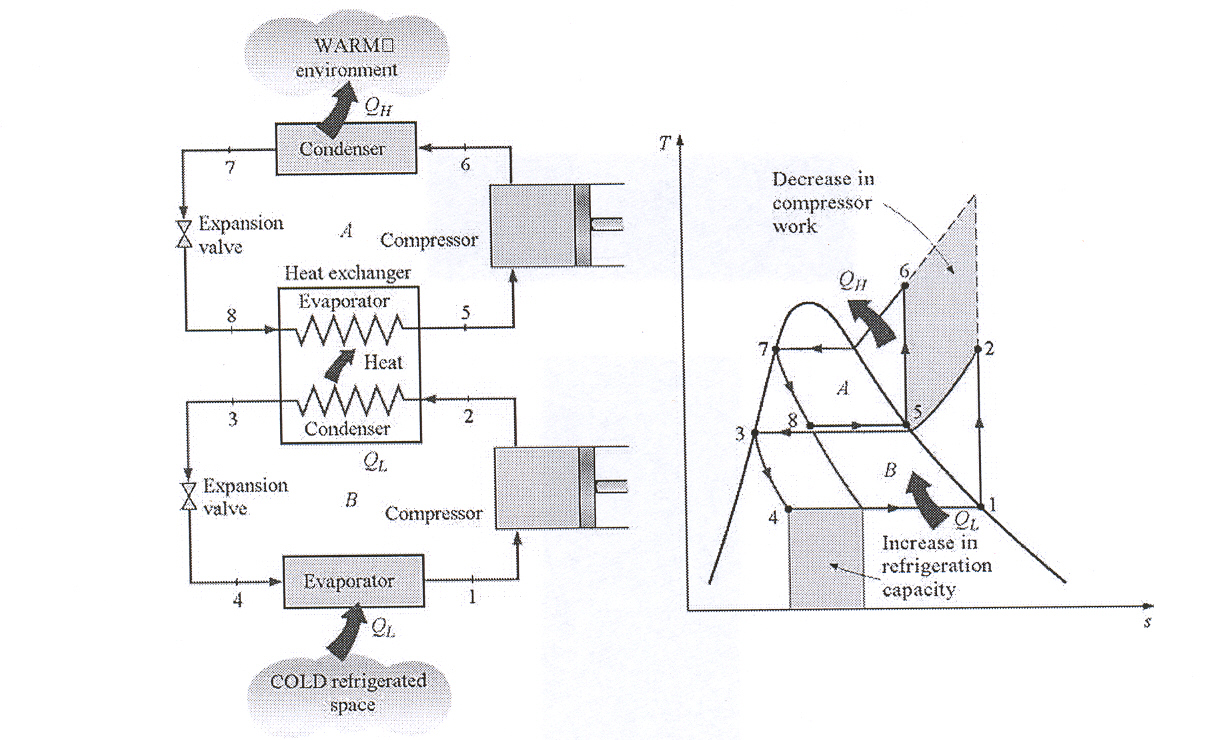 WARM□
environment
Q_H
Condenser
7
6
Expansion
valve
A
Compressor
Heat exchanger
Evaporator
8
5
Heat
3
2
Condenser
Q_L
Expansion
valve
B
Compressor
Evaporator
4
1
Q_L
COLD refrigerated
space
T
Decrease in
compressor
work
Q_H
6
7
2
A
8
5
3
B
4
1
Q_L
Increase in
refrigeration
capacity
s